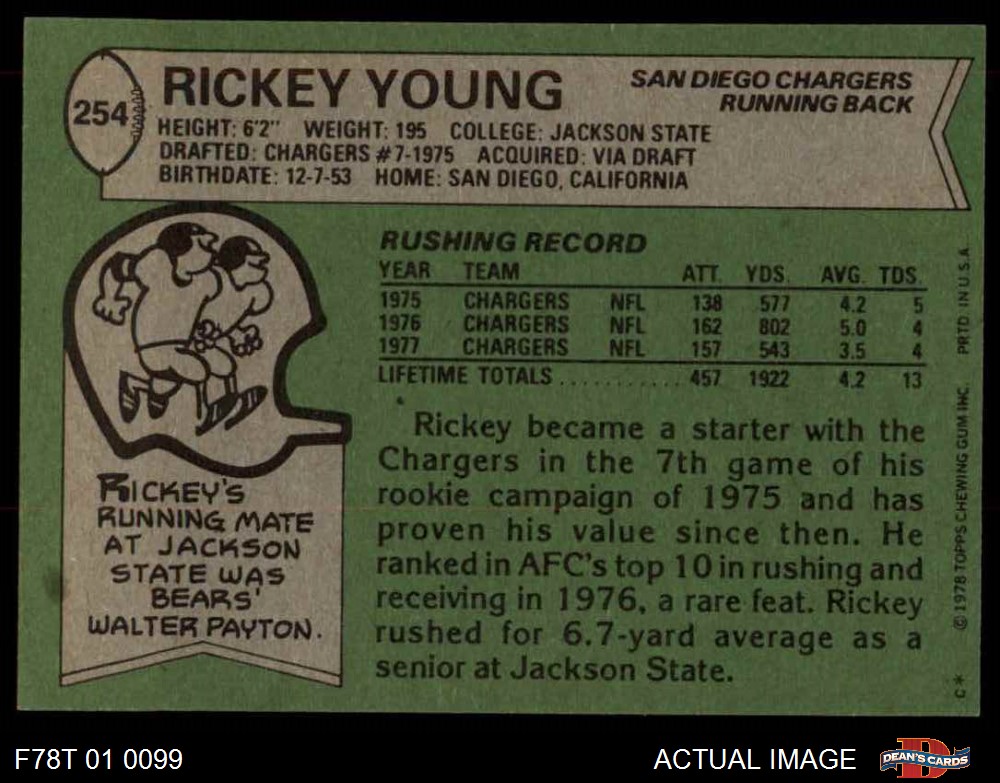 254
RICKEY YOUNG
SAN DIEGO CHARGERS
RUNNING BACK
HEIGHT: 6'2" WEIGHT: 195 COLLEGE: JACKSON STATE
DRAFTED: CHARGERS #7-1975 ACQUIRED: VIA DRAFT
BIRTHDATE: 12-7-53 HOME: SAN DIEGO, CALIFORNIA
RUSHING RECORD
YEAR TEAM ATT. YDS. AVG. TDS.
1975 CHARGERS NFL 138 577 4.2 5
1976 CHARGERS NFL 162 802 5.0 4
1977 CHARGERS NFL 157 543 3.5 4
LIFETIME TOTALS ............ 457 1922 4.2 13
Rickey became a starter with the
Chargers in the 7th game of his
rookie campaign of 1975 and has
proven his value since then. He
ranked in AFC's top 10 in rushing and
receiving in 1976, a rare feat. Rickey
rushed for 6.7-yard average as a
senior at Jackson State.
RICKEY'S
RUNNING MATE
AT JACKSON
STATE WAS
BEARS'
WALTER PAYTON.
C* © 1978 TOPPS CHEWING GUM INC. PRTD IN U.S.A
F78T 01 0099
ACTUAL IMAGE
D
DEAN'S CARDS